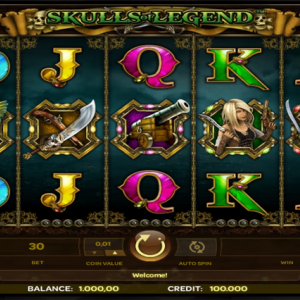 SKULLS OF LEGEND
J Q K
J Q K
30 0,01
BET COIN VALUE AUTO SPIN WIN
Welcome!
BALANCE: 1.000,00 CREDIT: 100.000